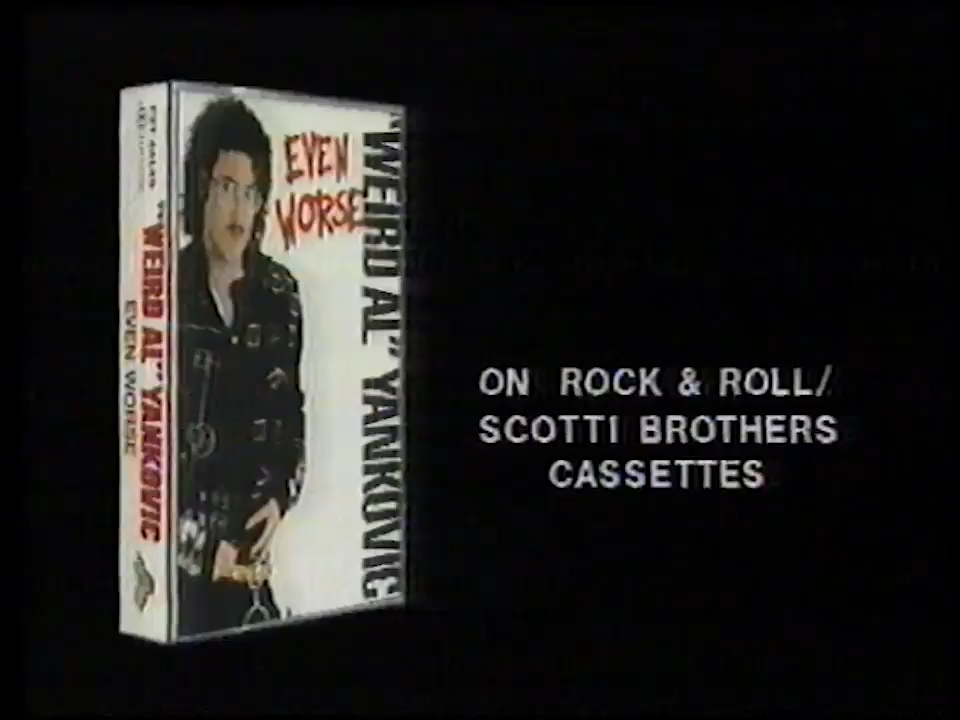 EVEN
WORSE
"WEIRD AL" YANKOVIC
WEIRD AL" YANKOVIC
EVEN WORSE
ON ROCK & ROLL/
SCOTTI BROTHERS
CASSETTES